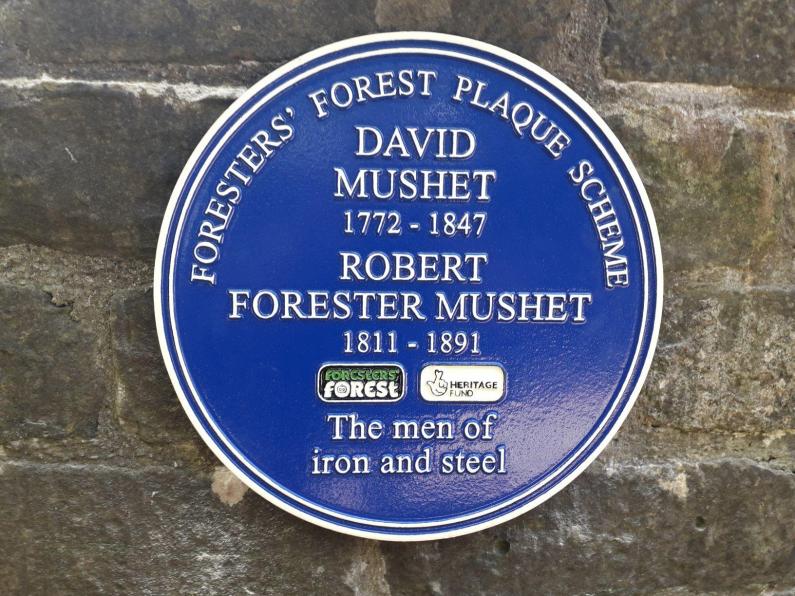 FORESTERS' FOREST PLAQUE SCHEME
DAVID
MUSHET
1772 - 1847
ROBERT
FORESTER MUSHET
1811 - 1891
FORESTERS'
FOREST
HERITAGE
FUND
The men of
iron and steel